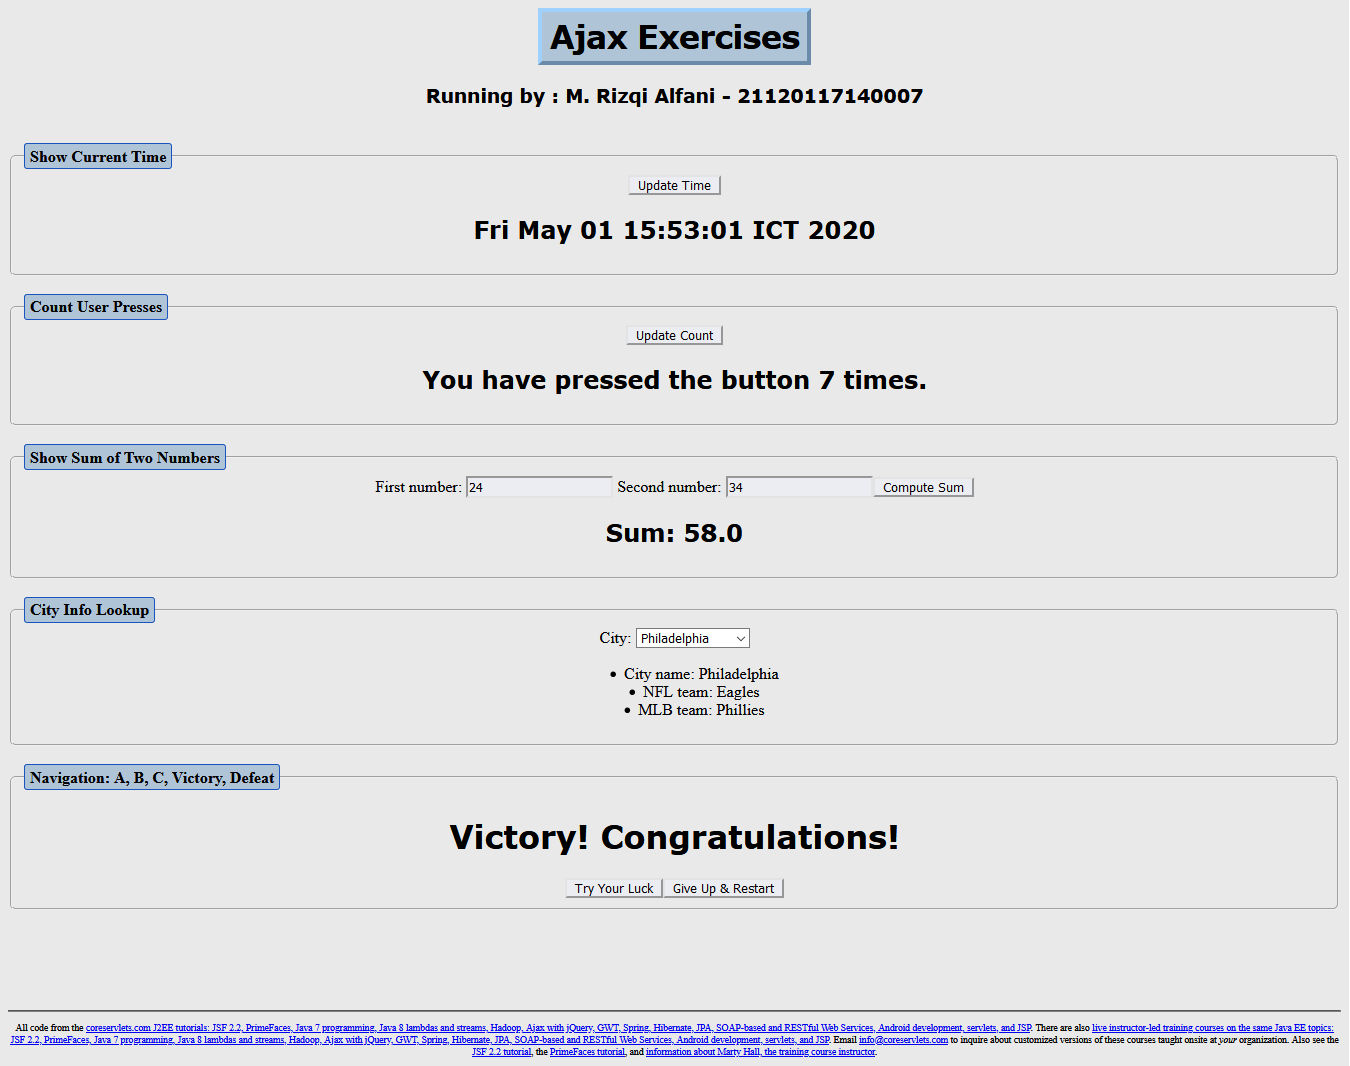 Ajax Exercises
Running by : M. Rizqi Alfani - 21120117140007
Show Current Time
Update Time
Fri May 01 15:53:01 ICT 2020
Count User Presses
Update Count
You have pressed the button 7 times.
Show Sum of Two Numbers
First number: 24 Second number: 34 Compute Sum
Sum: 58.0
City Info Lookup
City: Philadelphia
• City name: Philadelphia
• NFL team: Eagles
• MLB team: Phillies
Navigation: A, B, C, Victory, Defeat
Victory! Congratulations!
Try Your Luck Give Up & Restart
All code from the coreservlets.com J2EE tutorials: JSF 2.2, PrimeFaces, Java 7 programming, Java 8 lambdas and streams, Hadoop, Ajax with jQuery, GWT, Spring, Hibernate, JPA, SOAP-based and RESTful Web Services, Android development, servlets, and JSP. There are also live instructor-led training courses on the same Java EE topics:
JSF 2.2, PrimeFaces, Java 7 programming, Java 8 lambdas and streams, Hadoop, Ajax with jQuery, GWT, Spring, Hibernate, JPA, SOAP-based and RESTful Web Services, Android development, servlets, and JSP. Email info@coreservlets.com to inquire about customized versions of these courses taught onsite at your organization. Also see the
JSF 2.2 tutorial, the PrimeFaces tutorial, and information about Marty Hall, the training course instructor.